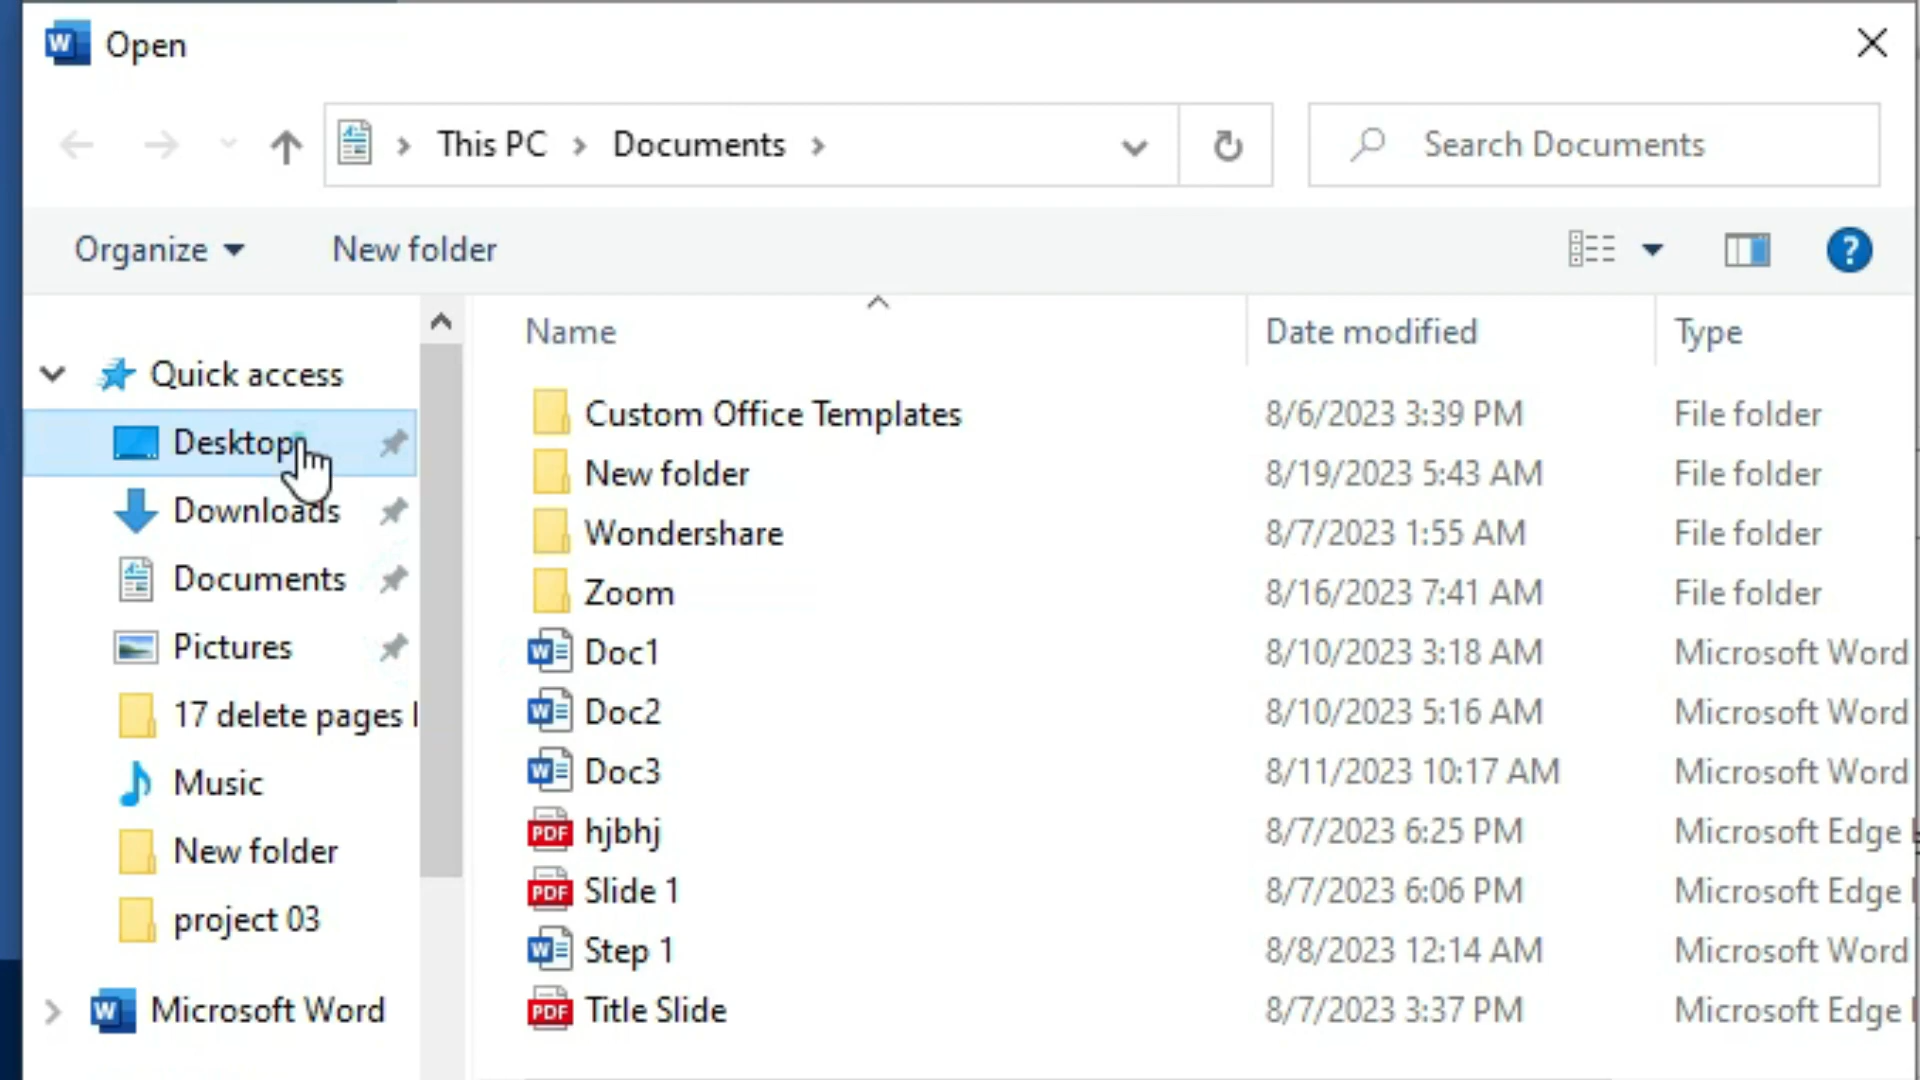 Open
This PC Documents
Search Documents
Organize New folder
Name Date modified Type
Quick access
Desktop
Downloads
Documents
Pictures
17 delete pages
Music
New folder
project 03
Microsoft Word
Custom Office Templates 8/6/2023 3:39 PM File folder
New folder 8/19/2023 5:43 AM File folder
Wondershare 8/7/2023 1:55 AM File folder
Zoom 8/16/2023 7:41 AM File folder
Doc1 8/10/2023 3:18 AM Microsoft Word
Doc2 8/10/2023 5:16 AM Microsoft Word
Doc3 8/11/2023 10:17 AM Microsoft Word
hjbhj 8/7/2023 6:25 PM Microsoft Edge
Slide 1 8/7/2023 6:06 PM Microsoft Edge
Step 1 8/8/2023 12:14 AM Microsoft Word
Title Slide 8/7/2023 3:37 PM Microsoft Edge